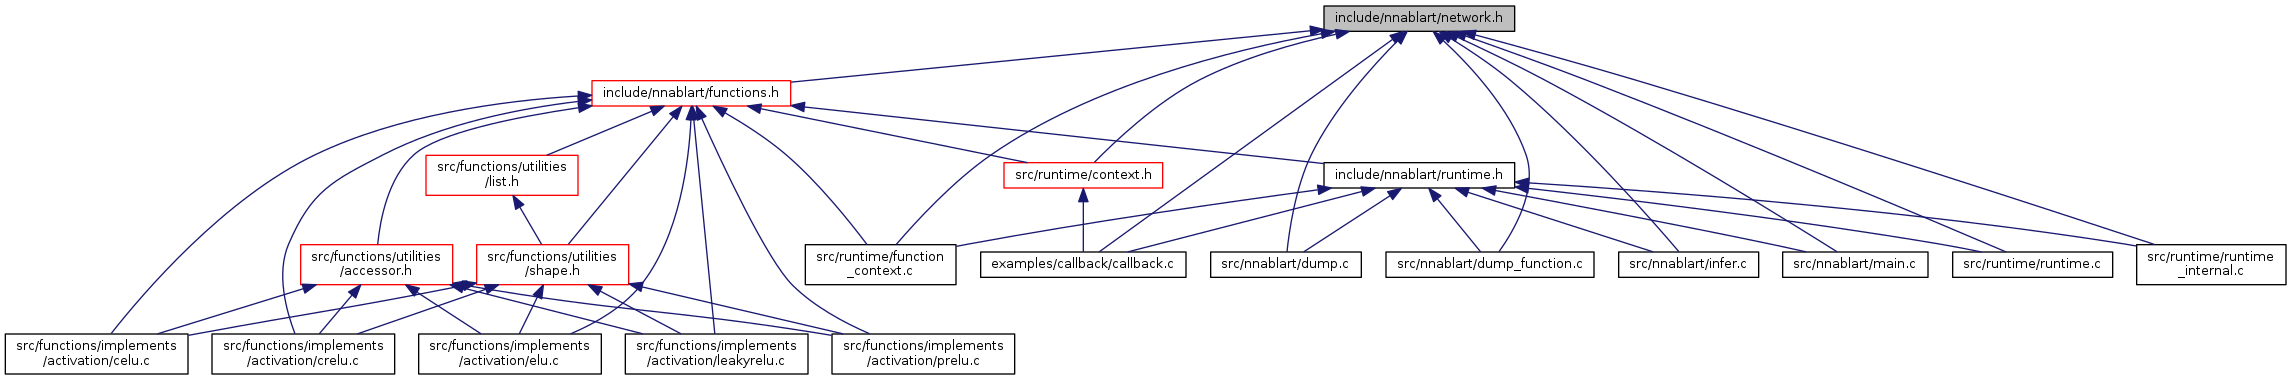 include/nnablart/network.h
include/nnablart/functions.h
src/functions/utilities
/list.h
src/runtime/context.h
include/nnablart/runtime.h
src/functions/utilities
/accessor.h
src/functions/utilities
/shape.h
src/runtime/function
_context.c
examples/callback/callback.c
src/nnablart/dump.c
src/nnablart/dump_function.c
src/nnablart/infer.c
src/nnablart/main.c
src/runtime/runtime.c
src/runtime/runtime
_internal.c
src/functions/implements
/activation/celu.c
src/functions/implements
/activation/crelu.c
src/functions/implements
/activation/elu.c
src/functions/implements
/activation/leakyrelu.c
src/functions/implements
/activation/prelu.c